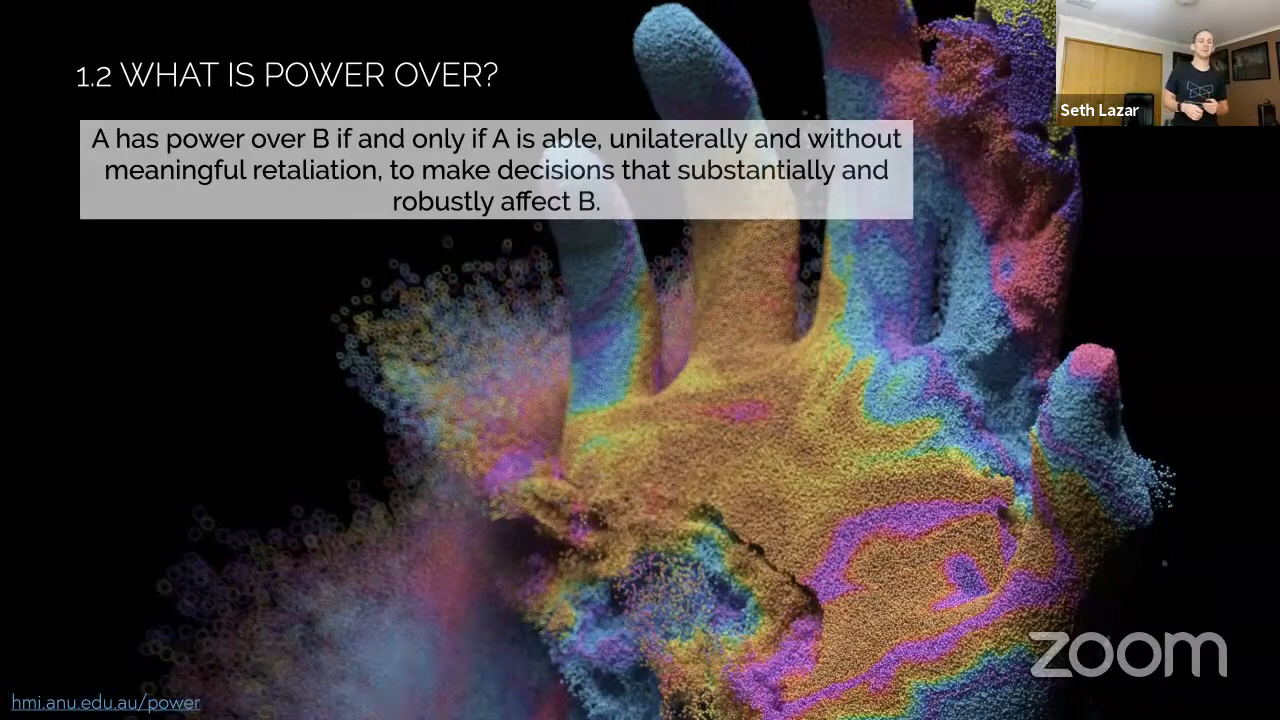 1.2 WHAT IS POWER OVER?
A has power over B if and only if A is able, unilaterally and without
meaningful retaliation, to make decisions that substantially and
robustly affect B.
Seth Lazar
zoom
hmi.anu.edu.au/power